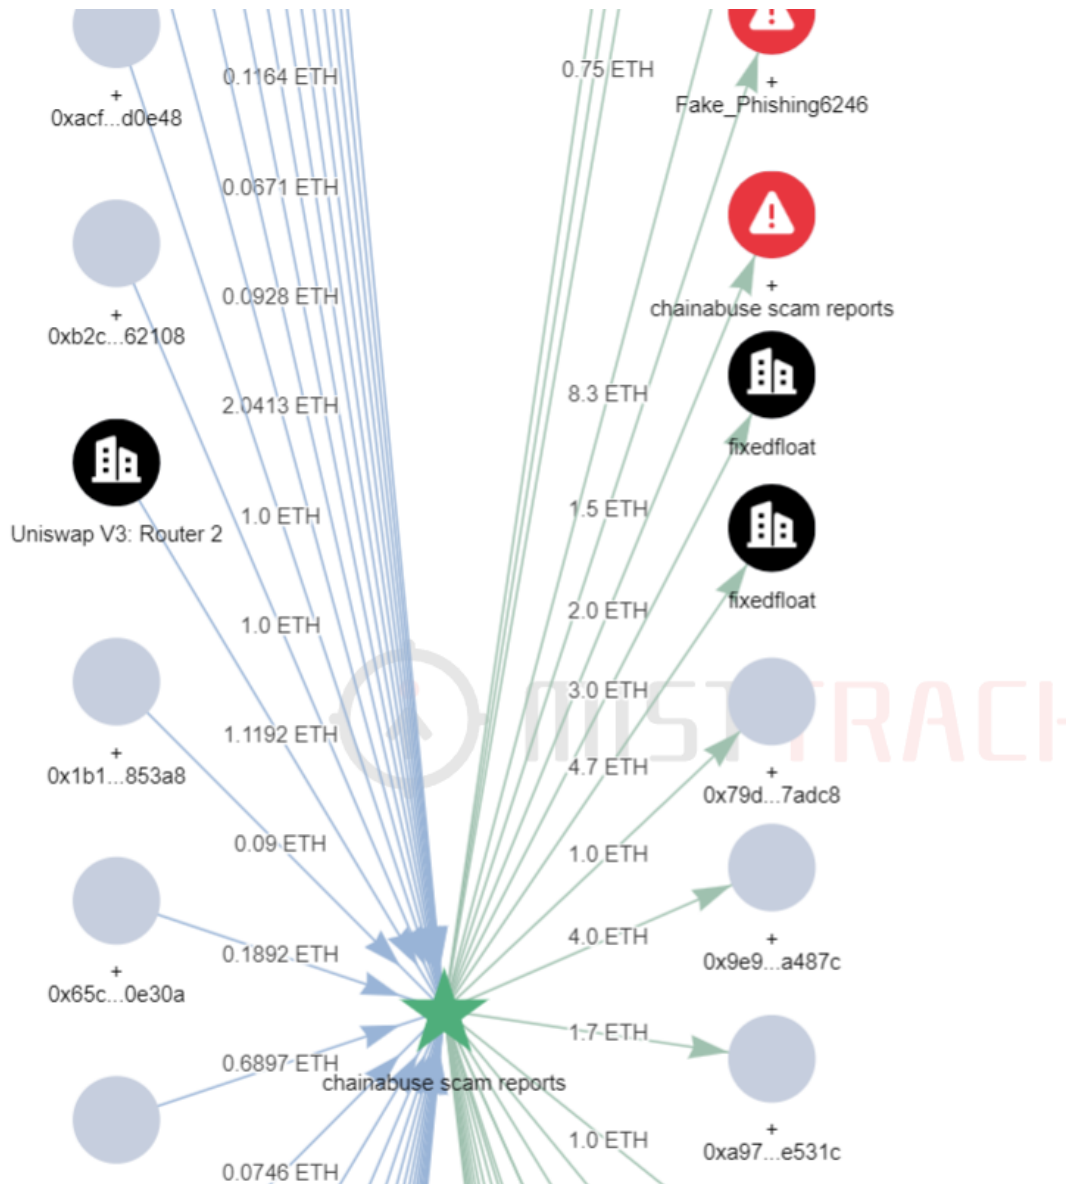 0.1164 ETH
0.75 ETH
+
Fake_Phishing6246
+
0xacf...d0e48
0.0671 ETH
+
chainabuse scam reports
0.0928 ETH
+
0xb2c...62108
8.3 ETH
2.0413 ETH
fixedfloat
1.0 ETH
1.5 ETH
Uniswap V3: Router 2
fixedfloat
2.0 ETH
1.0 ETH
3.0 ETH
MISTTRACK
1.1192 ETH
4.7 ETH
+
0x1b1...853a8
+
0x79d...7adc8
0.09 ETH
1.0 ETH
4.0 ETH
0.1892 ETH
+
0x9e9...a487c
+
0x65c...0e30a
1.7 ETH
0.6897 ETH
chainabuse scam reports
1.0 ETH
+
0xa97...e531c
0.0746 ETH